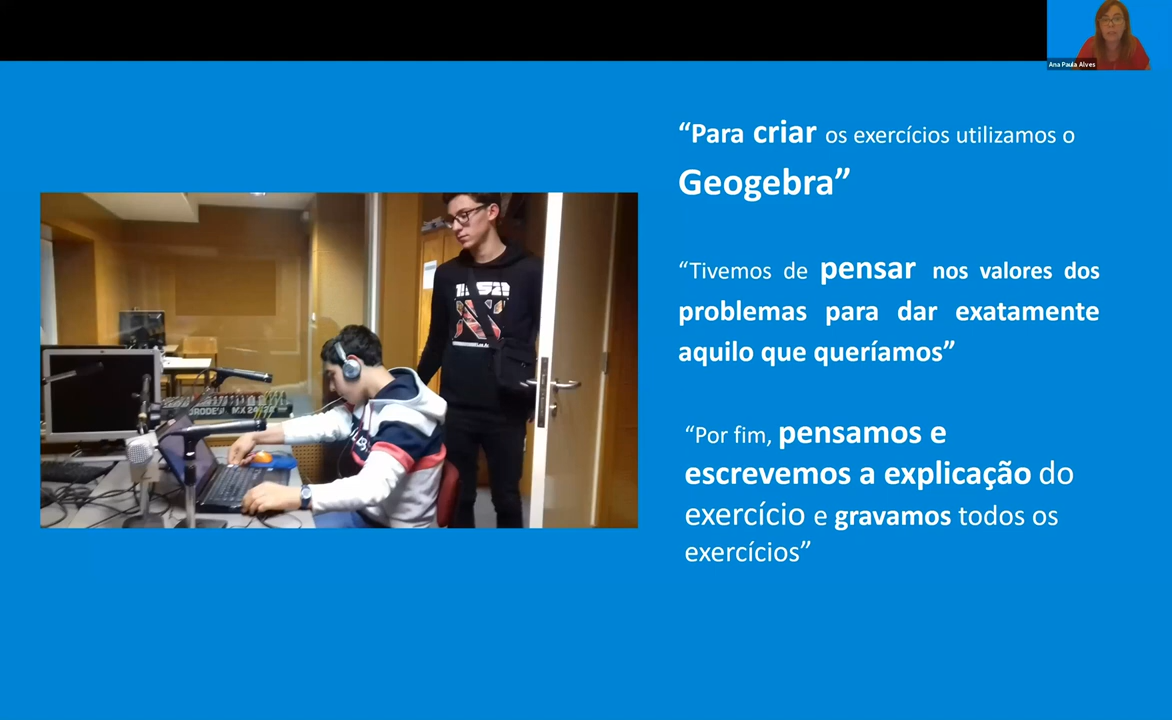 Ana Paula Alves
“Para criar os exercícios utilizamos o
Geogebra”
“Tivemos de pensar nos valores dos
problemas para dar exatamente
aquilo que queríamos”
“Por fim, pensamos e
escrevemos a explicação do
exercício e gravamos todos os
exercícios”